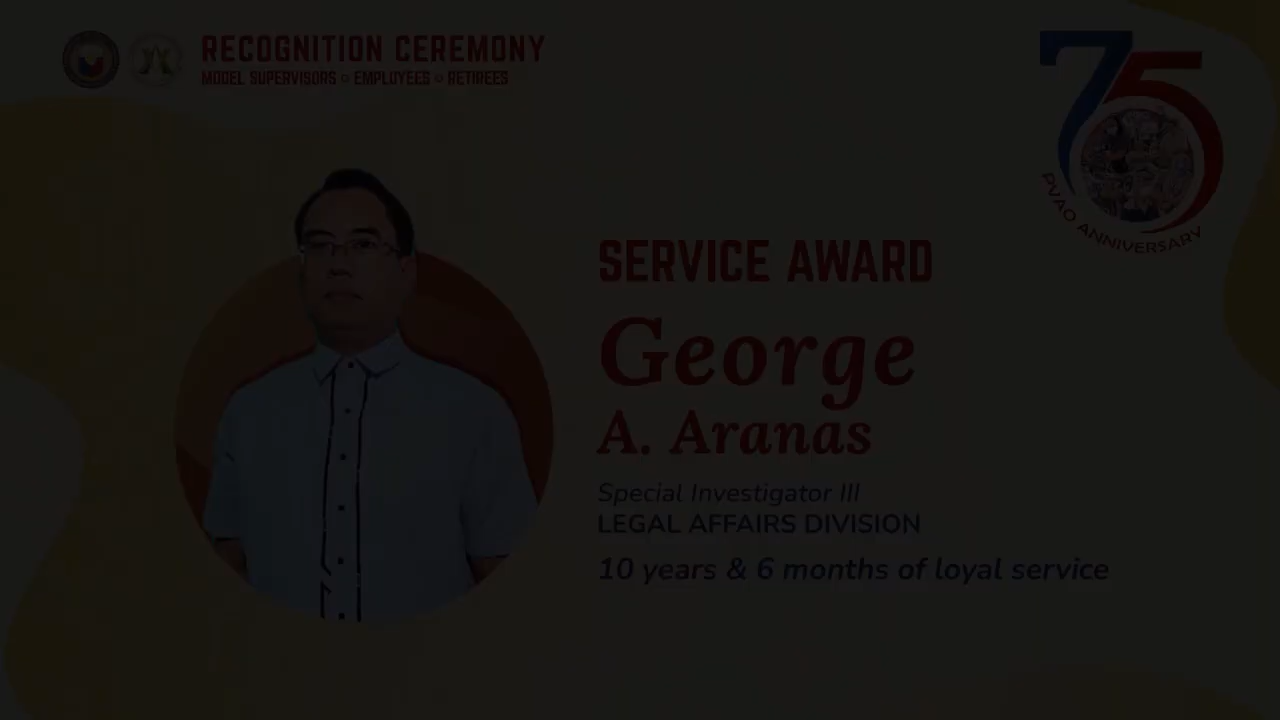 RECOGNITION CEREMONY
MODEL SUPERVISORS ○ EMPLOYEES ○ RETIREES
75
PVAO ANNIVERSARY
SERVICE AWARD
George
A. Aranas
Special Investigator III
LEGAL AFFAIRS DIVISION
10 years & 6 months of loyal service